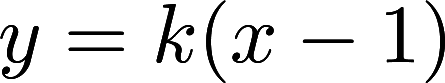 y = k(x − 1)